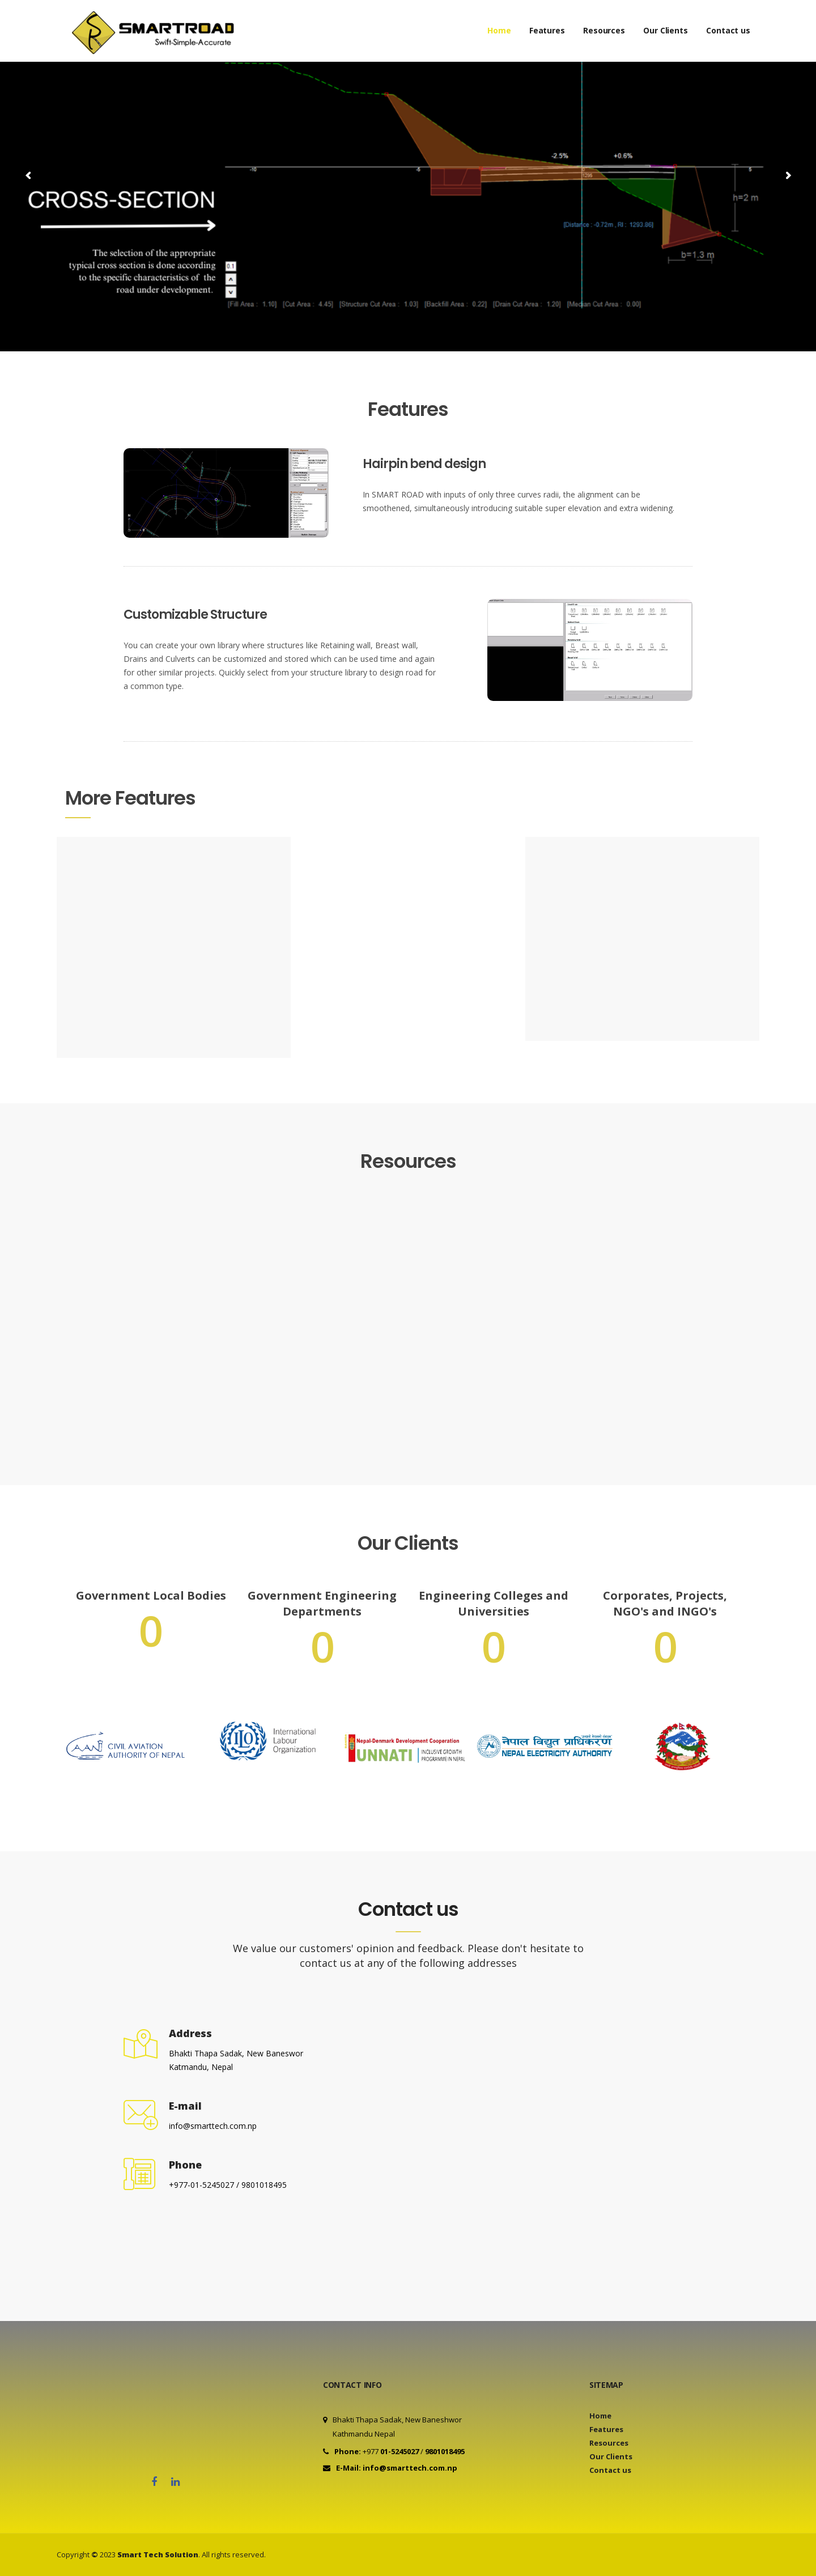 SMARTROAD
Swift-Simple-Accurate
Home Features Resources Our Clients Contact us
-2.5% +0.6%
h=2 m
CROSS-SECTION
[Distance : -0.72m , Rl : 1293.86]
The selection of the appropriate
typical cross section is done according
to the specific characteristics of the
road under development.
b=1.3 m
[Fill Area : 1.10] [Cut Area : 4.45] [Structure Cut Area : 1.03] [Backfill Area : 0.22] [Drain Cut Area : 1.20] [Median Cut Area : 0.00]
Features
Hairpin bend design
In SMART ROAD with inputs of only three curves radii, the alignment can be
smoothened, simultaneously introducing suitable super elevation and extra widening.
Customizable Structure
You can create your own library where structures like Retaining wall, Breast wall,
Drains and Culverts can be customized and stored which can be used time and again
for other similar projects. Quickly select from your structure library to design road for
a common type.
More Features
Resources
Our Clients
Government Local Bodies
0
Government Engineering
Departments
0
Engineering Colleges and
Universities
0
Corporates, Projects,
NGO's and INGO's
0
CIVIL AVIATION
AUTHORITY OF NEPAL
International
Labour
Organization
Nepal-Denmark Development Cooperation
UNNATI
INCLUSIVE GROWTH
PROGRAMME IN NEPAL
नेपाल विद्युत प्राधिकरण
NEPAL ELECTRICITY AUTHORITY
Contact us
We value our customers' opinion and feedback. Please don't hesitate to
contact us at any of the following addresses
Address
Bhakti Thapa Sadak, New Baneswor
Katmandu, Nepal
E-mail
info@smarttech.com.np
Phone
+977-01-5245027 / 9801018495
CONTACT INFO
Bhakti Thapa Sadak, New Baneshwor
Kathmandu Nepal
Phone: +977 01-5245027 / 9801018495
E-Mail: info@smarttech.com.np
SITEMAP
Home
Features
Resources
Our Clients
Contact us
Copyright © 2023 Smart Tech Solution. All rights reserved.